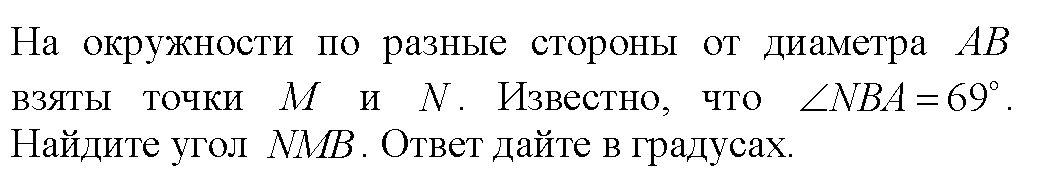 На окружности по разные стороны от диаметра AB
взяты точки M и N. Известно, что ∠NBA = 69°.
Найдите угол NMB. Ответ дайте в градусах.